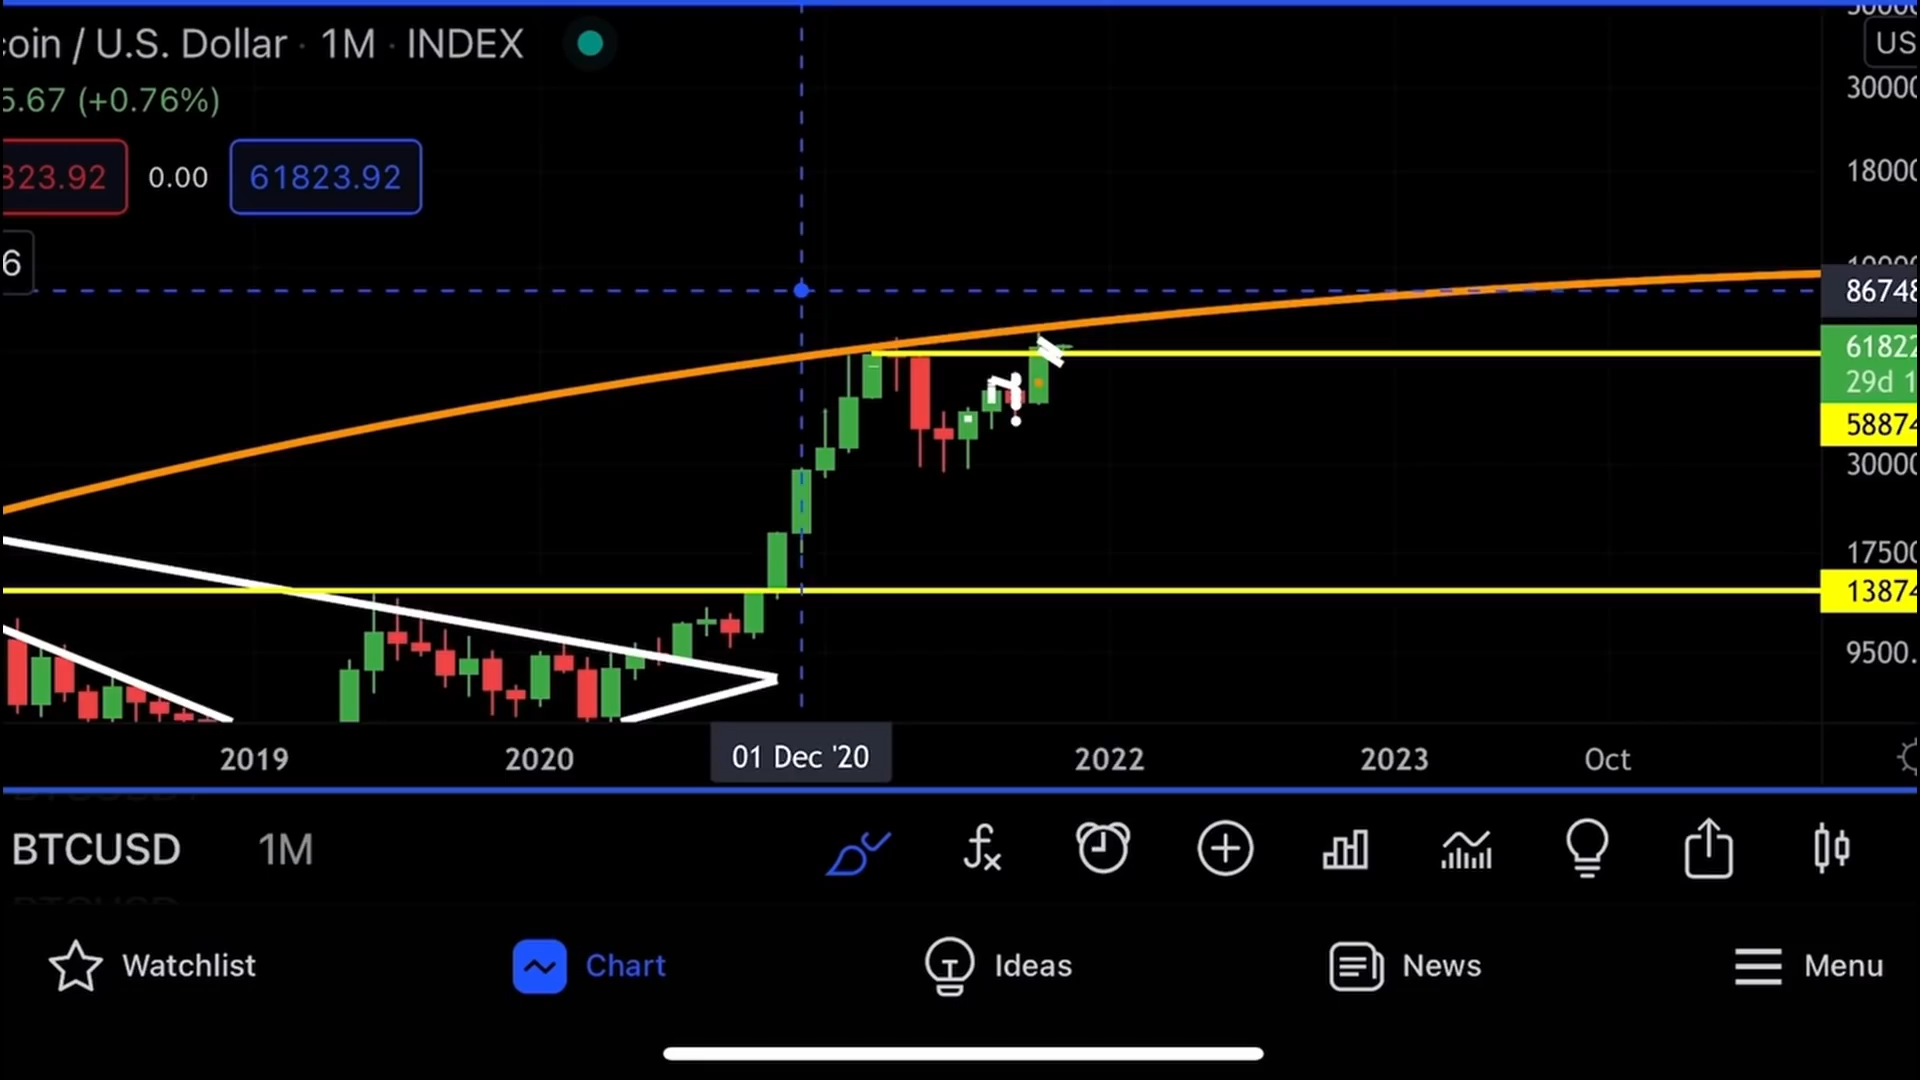 oin / U.S. Dollar · 1M · INDEX
5.67 (+0.76%)
323.92 0.00 61823.92
6
US
30000
18000
86748
61822
29d 1
58874
30000
17500
13874
9500.
2019 2020 01 Dec '20 2022 2023 Oct
BTCUSD 1M
Watchlist Chart Ideas News Menu